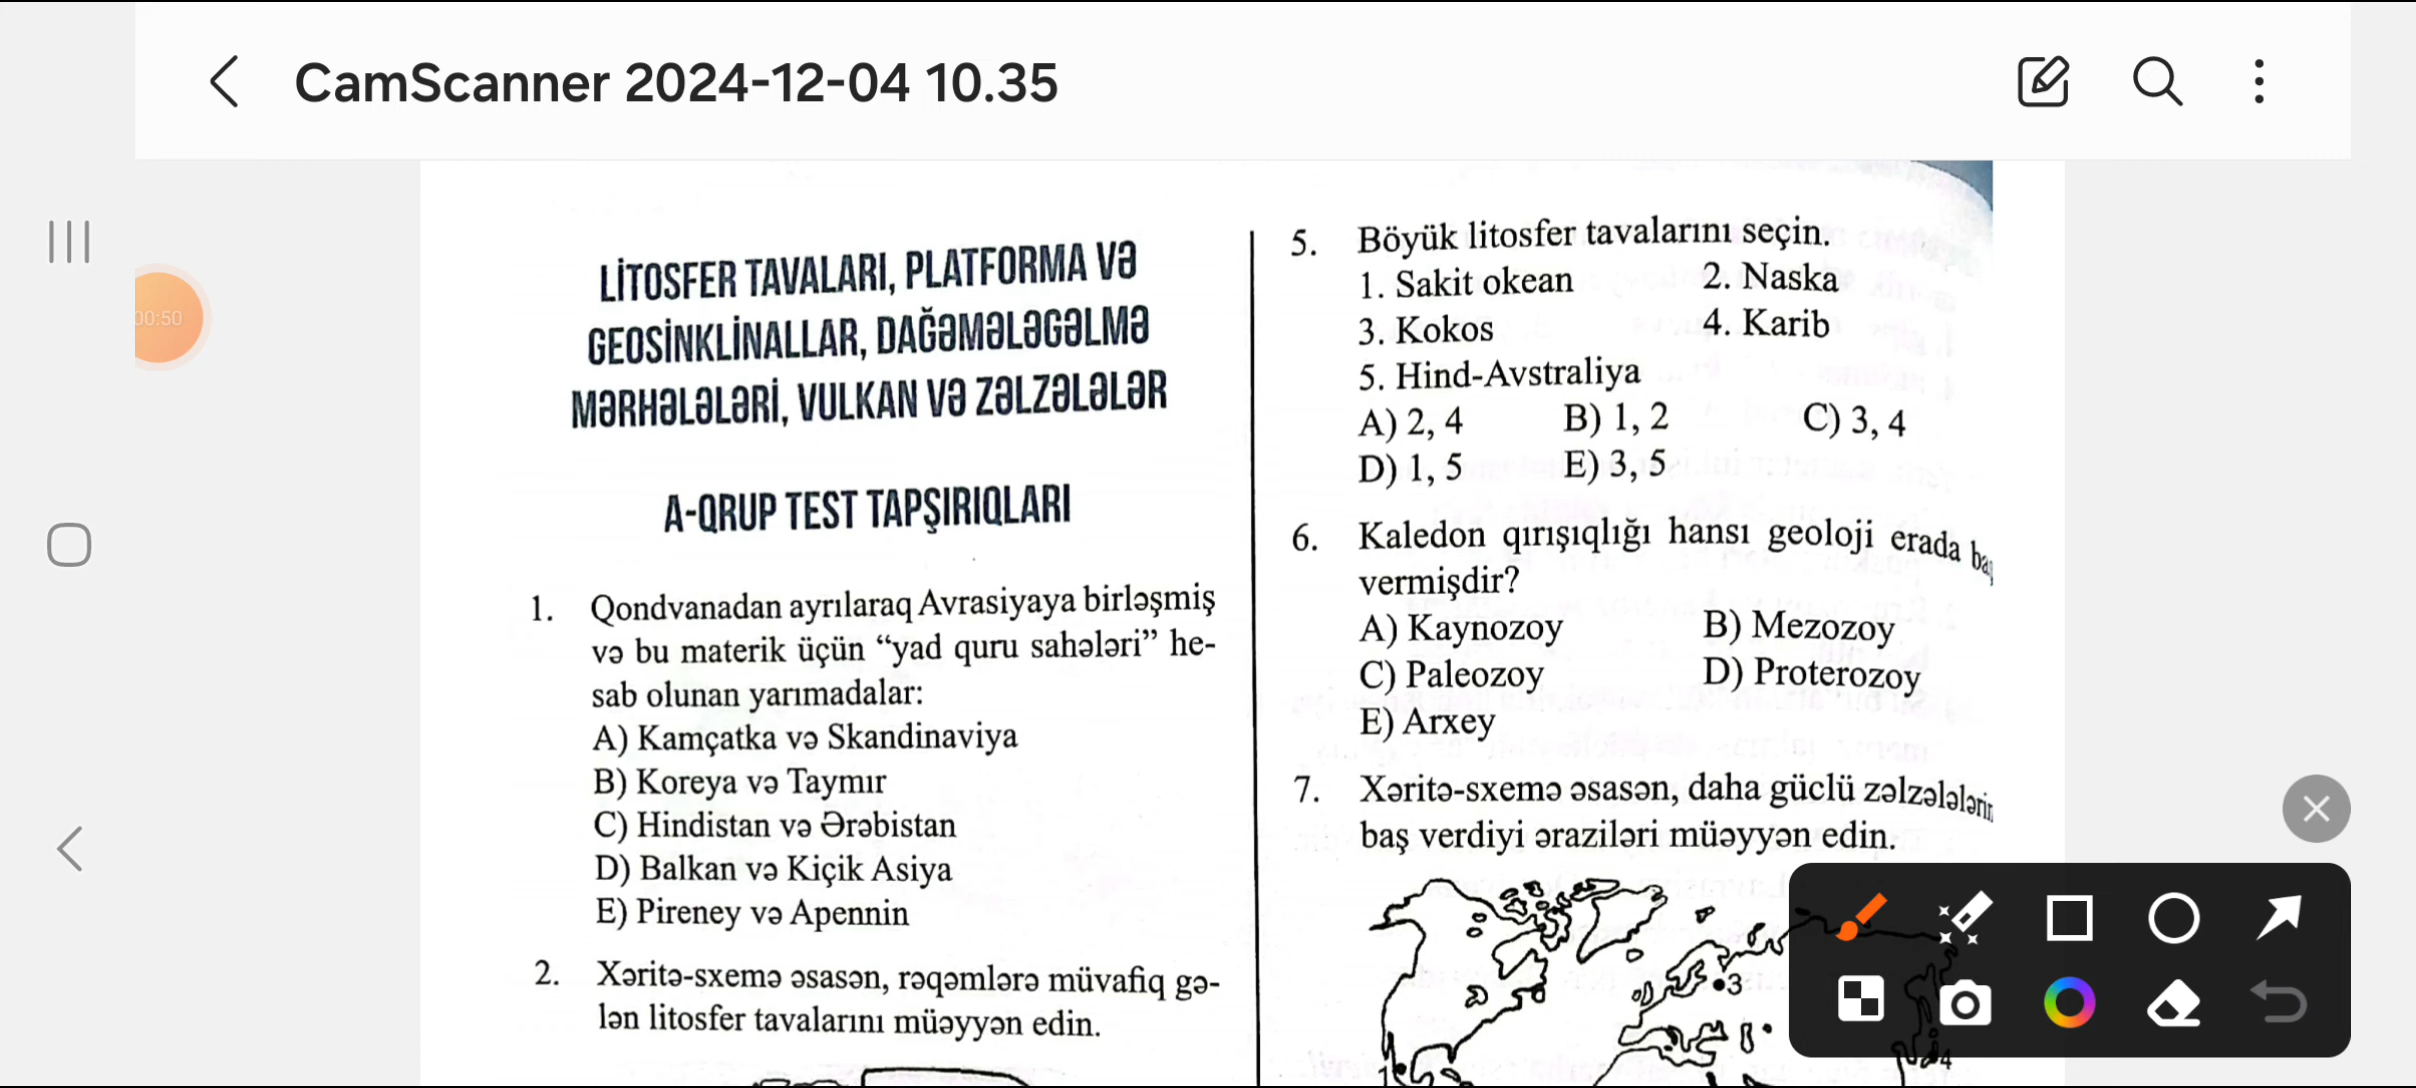 CamScanner 2024-12-04 10.35
00:50
LİTOSFER TAVALARI, PLATFORMA VƏ
GEOSİNKLİNALLAR, DAĞƏMƏLƏGƏLMƏ
MƏRHƏLƏLƏRİ, VULKAN VƏ ZƏLZƏLƏLƏR
A-QRUP TEST TAPŞIRIQLARI
1. Qondvanadan ayrılaraq Avrasiyaya birləşmiş
və bu materik üçün “yad quru sahələri” he-
sab olunan yarımadalar:
A) Kamçatka və Skandinaviya
B) Koreya və Taymır
C) Hindistan və Ərəbistan
D) Balkan və Kiçik Asiya
E) Pireney və Apennin
2. Xəritə-sxemə əsasən, rəqəmlərə müvafiq gə-
lən litosfer tavalarını müəyyən edin.
5. Böyük litosfer tavalarını seçin.
1. Sakit okean 2. Naska
3. Kokos 4. Karib
5. Hind-Avstraliya
A) 2, 4 B) 1, 2 C) 3, 4
D) 1, 5 E) 3, 5
6. Kaledon qırışıqlığı hansı geoloji erada
vermişdir?
A) Kaynozoy B) Mezozoy
C) Paleozoy D) Proterozoy
E) Arxey
7. Xəritə-sxemə əsasən, daha güclü zəlzələlərin
baş verdiyi əraziləri müəyyən edin.
3
4
1